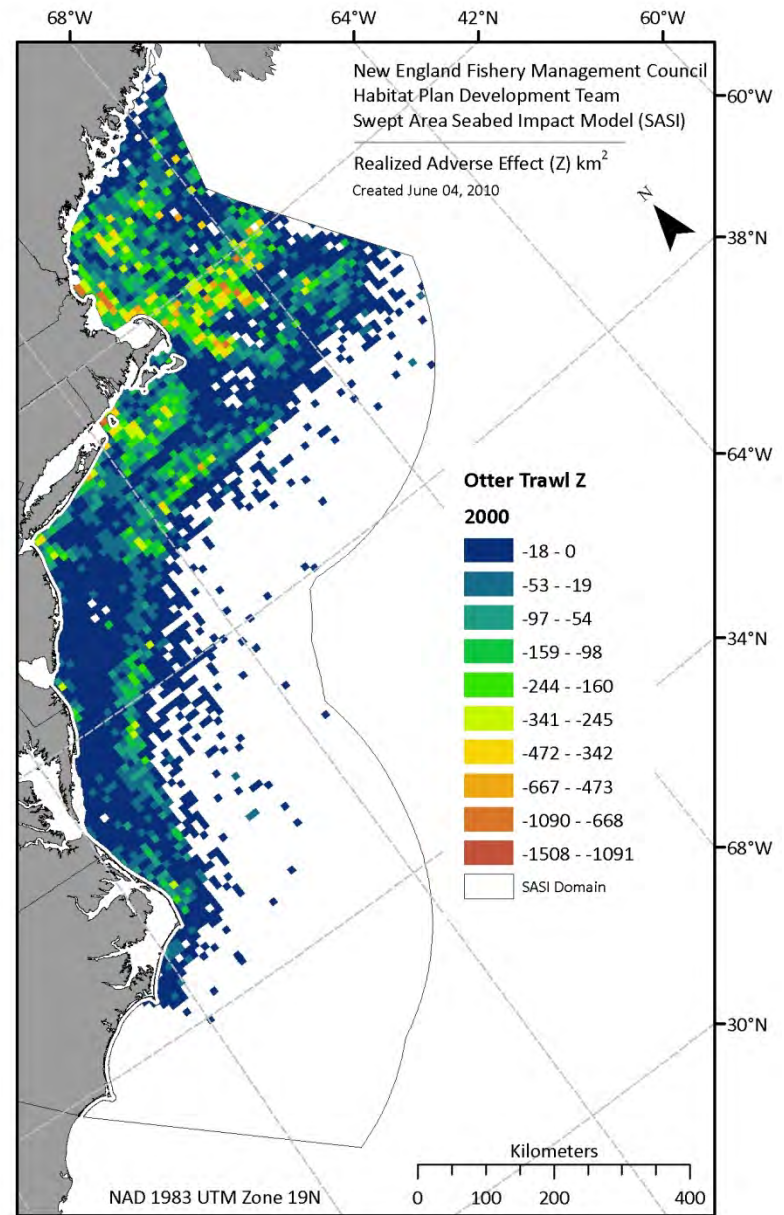 68°W
64°W
42°N
60°W
New England Fishery Management Council
Habitat Plan Development Team
Swept Area Seabed Impact Model (SASI)
Realized Adverse Effect (Z) km²
Created June 04, 2010
N
60°W
38°N
64°W
34°N
68°W
30°N
Otter Trawl Z
2000
-18 - 0
-53 - -19
-97 - -54
-159 - -98
-244 - -160
-341 - -245
-472 - -342
-667 - -473
-1090 - -668
-1508 - -1091
SASI Domain
Kilometers
0 100 200 400
NAD 1983 UTM Zone 19N